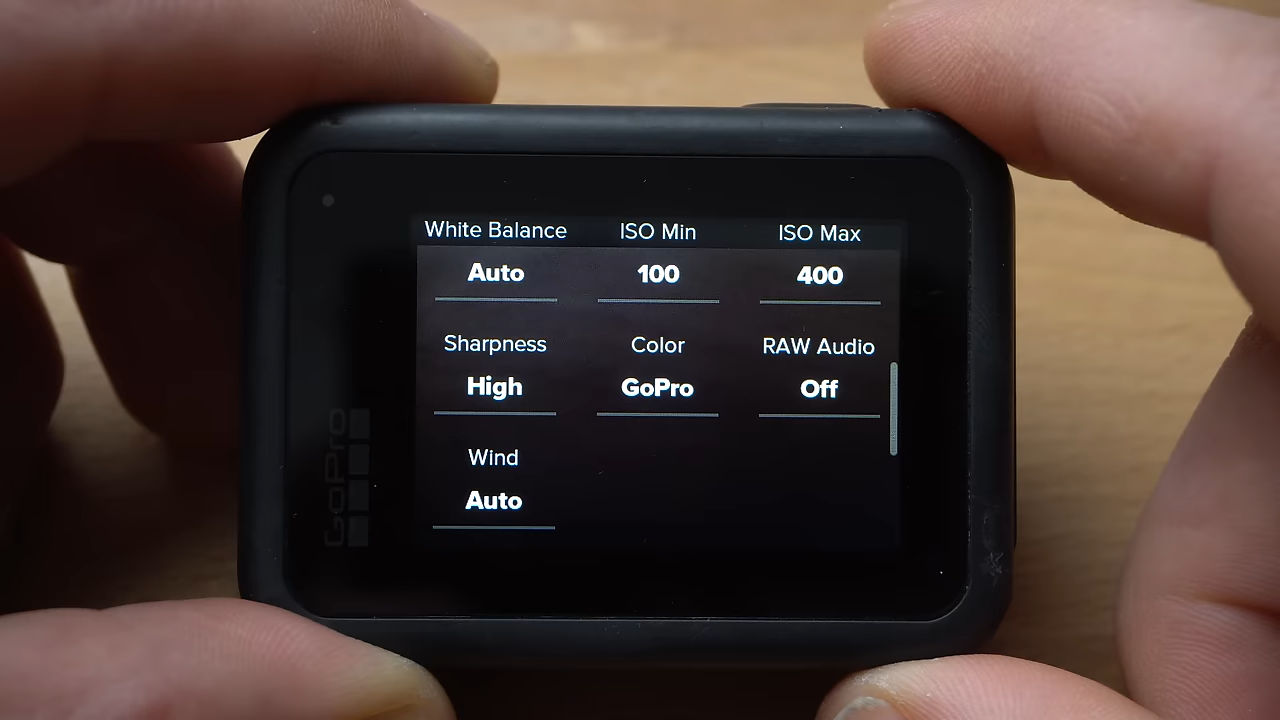 White Balance ISO Min ISO Max
Auto 100 400
Sharpness Color RAW Audio
High GoPro Off
Wind
Auto
GoPro